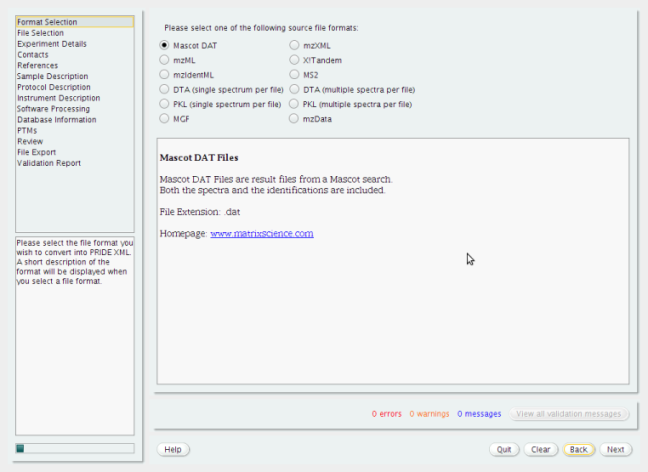 Format Selection
File Selection
Experiment Details
Contacts
References
Sample Description
Protocol Description
Instrument Description
Software Processing
Database Information
PTMs
Review
File Export
Validation Report
Please select the file format you
wish to convert into PRIDE XML.
A short description of the
format will be displayed when
you select a file format.
Please select one of the following source file formats:
Mascot DAT mzXML
mzML X!Tandem
mzIdentML MS2
DTA (single spectrum per file) DTA (multiple spectra per file)
PKL (single spectrum per file) PKL (multiple spectra per file)
MGF mzData
Mascot DAT Files
Mascot DAT Files are result files from a Mascot search.
Both the spectra and the identifications are included.
File Extension: .dat
Homepage: www.matrixscience.com
0 errors 0 warnings 0 messages View all validation messages
Help Quit Clear Back Next